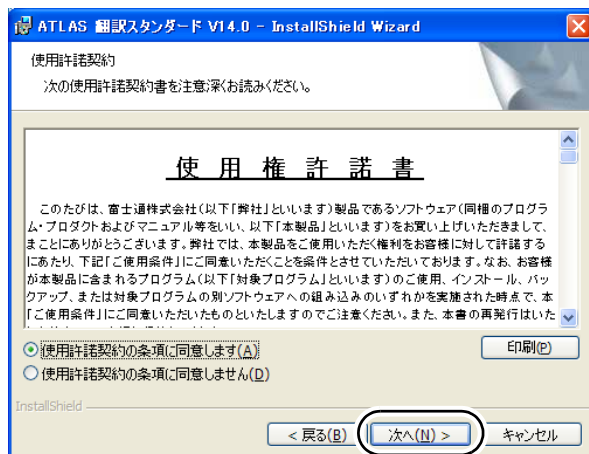 ATLAS 翻訳スタンダード V14.0 - InstallShield Wizard
使用許諾契約
次の使用許諾契約書を注意深くお読みください。
使 用 権 許 諾 書
このたびは、富士通株式会社(以下「弊社」といいます)製品であるソフトウェア(同梱のプログラ
ム・プロダクトおよびマニュアル等をいい、以下「本製品」といいます)をお買い上げいただきまして、
まことにありがとうございます。弊社では、本製品をご使用いただく権利をお客様に対して許諾する
にあたり、下記「ご使用条件」にご同意いただくことを条件とさせていただいております。なお、お客様
が本製品に含まれるプログラム(以下「対象プログラム」といいます)のご使用、インストール、バッ
クアップ、または対象プログラムの別ソフトウェアへの組み込みのいずれかを実施された時点で、本
「ご使用条件」にご同意いただいたものといたしますのでご注意ください。また、本書の再発行はいた
使用許諾契約の条項に同意します(A)
印刷(P)
使用許諾契約の条項に同意しません(D)
InstallShield
< 戻る(B)
次へ(N) >
キャンセル